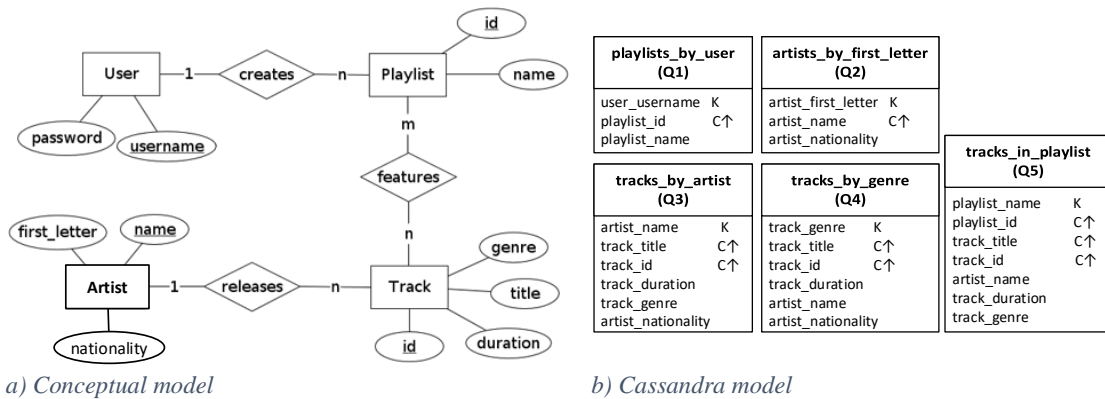 id
User
1
creates
n
Playlist
name
password
username
m
features
n
first_letter
name
genre
Artist
1
releases
n
Track
title
nationality
id
duration
a) Conceptual model
playlists_by_user
(Q1)
user_username K
playlist_id C↑
playlist_name
artists_by_first_letter
(Q2)
artist_first_letter K
artist_name C↑
artist_nationality
tracks_by_artist
(Q3)
artist_name K
track_title C↑
track_id C↑
track_duration
track_genre
artist_nationality
tracks_by_genre
(Q4)
track_genre K
track_title C↑
track_id C↑
track_duration
artist_name
artist_nationality
tracks_in_playlist
(Q5)
playlist_name K
playlist_id C↑
track_title C↑
track_id C↑
artist_name
track_duration
track_genre
b) Cassandra model